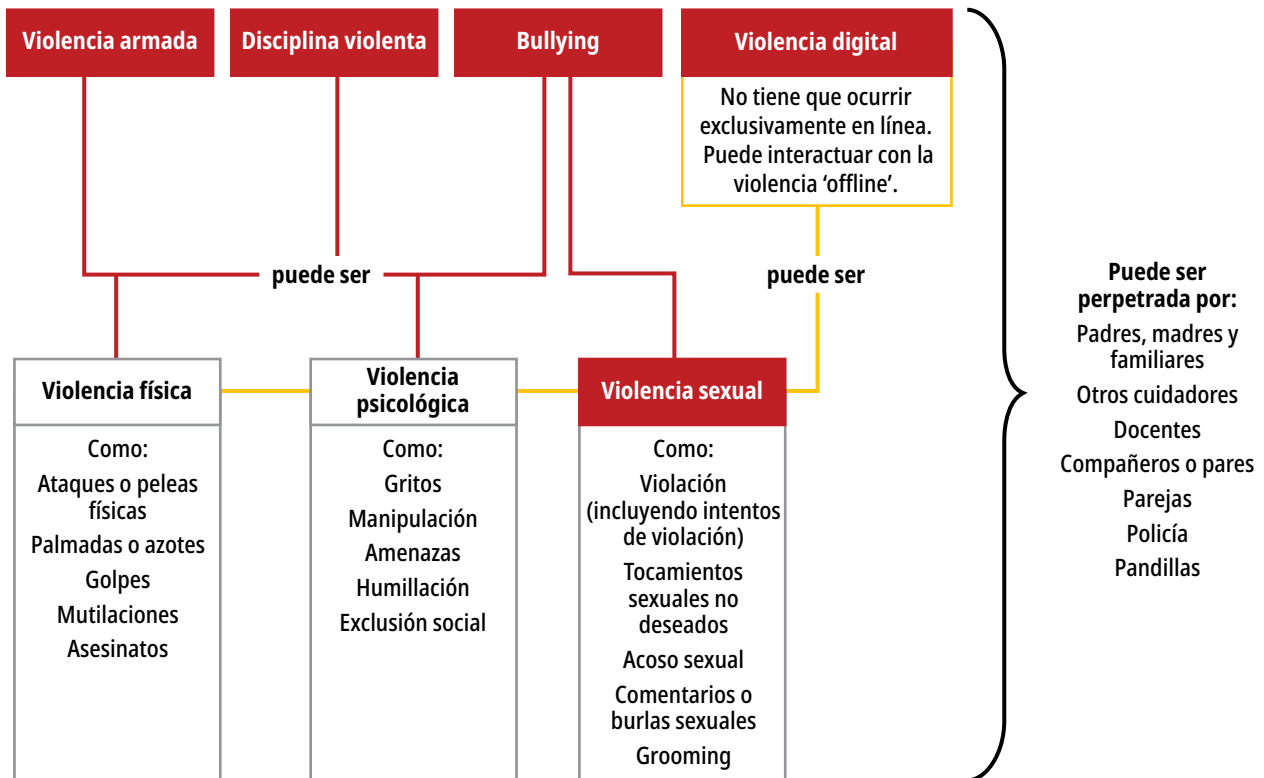 Violencia armada
Disciplina violenta
Bullying
Violencia digital
No tiene que ocurrir
exclusivamente en línea.
Puede interactuar con la
violencia ‘offline’.
puede ser
puede ser
Violencia física
Como:
Ataques o peleas
físicas
Palmadas o azotes
Golpes
Mutilaciones
Asesinatos
Violencia
psicológica
Como:
Gritos
Manipulación
Amenazas
Humillación
Exclusión social
Violencia sexual
Como:
Violación
(incluyendo intentos
de violación)
Tocamientos
sexuales no
deseados
Acoso sexual
Comentarios o
burlas sexuales
Grooming
Puede ser
perpetrada por:
Padres, madres y
familiares
Otros cuidadores
Docentes
Compañeros o pares
Parejas
Policía
Pandillas